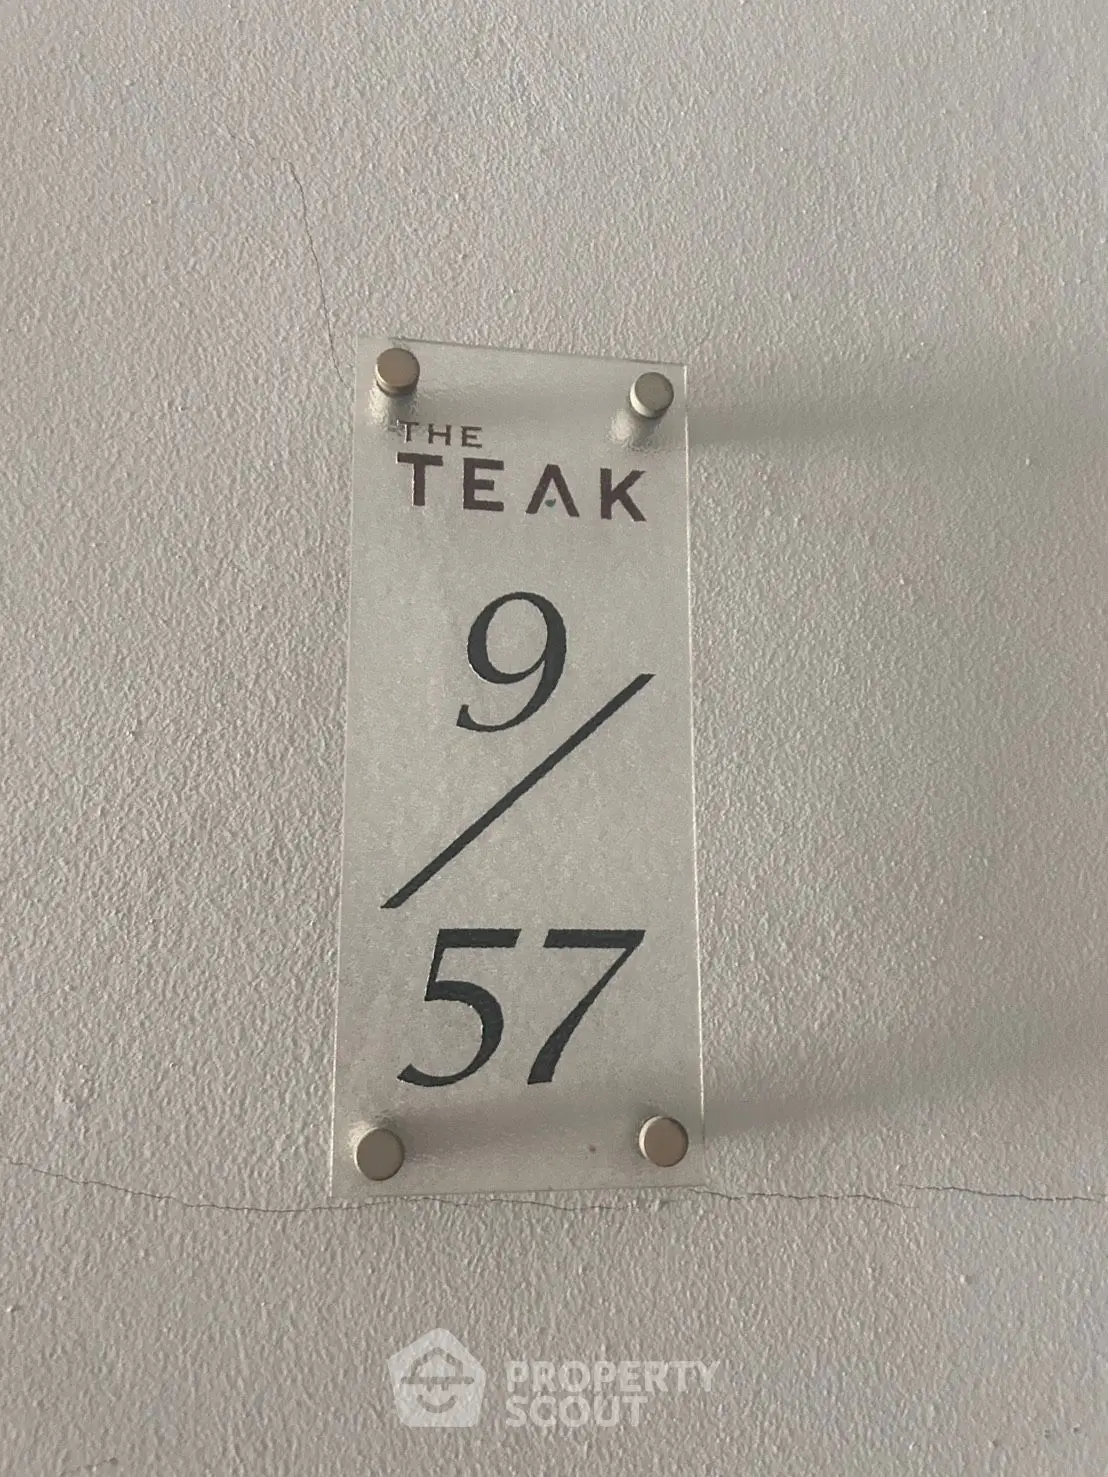 THE
TEAK
9
/
57
PROPERTY
SCOUT